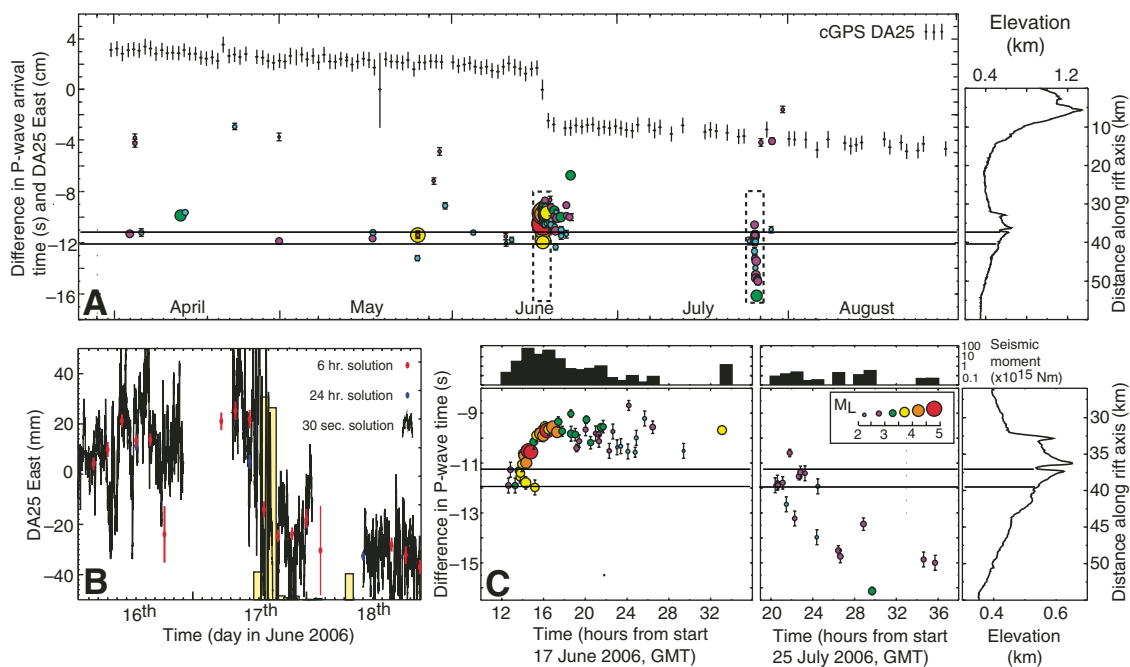 A
cGPS DA25
Difference in P-wave arrival
time (s) and DA25 East (cm)
4
0
−4
−8
−12
−16
April
May
June
July
August
Elevation
(km)
0.4
1.2
10
20
30
40
50
Distance along rift axis (km)
B
6 hr. solution
24 hr. solution
30 sec. solution
DA25 East (mm)
40
20
0
−20
−40
16th
17th
18th
Time (day in June 2006)
C
Difference in P-wave time (s)
−9
−11
−13
−15
12
16
20
24
28
32
Time (hours from start
17 June 2006, GMT)
100
10
1
0.1
Seismic
moment
(x10¹⁵ Nm)
ML
2
3
4
5
20
24
28
32
36
Time (hours from start
25 July 2006, GMT)
30
35
40
45
50
Distance along rift axis (km)
0.4
0.6
Elevation
(km)